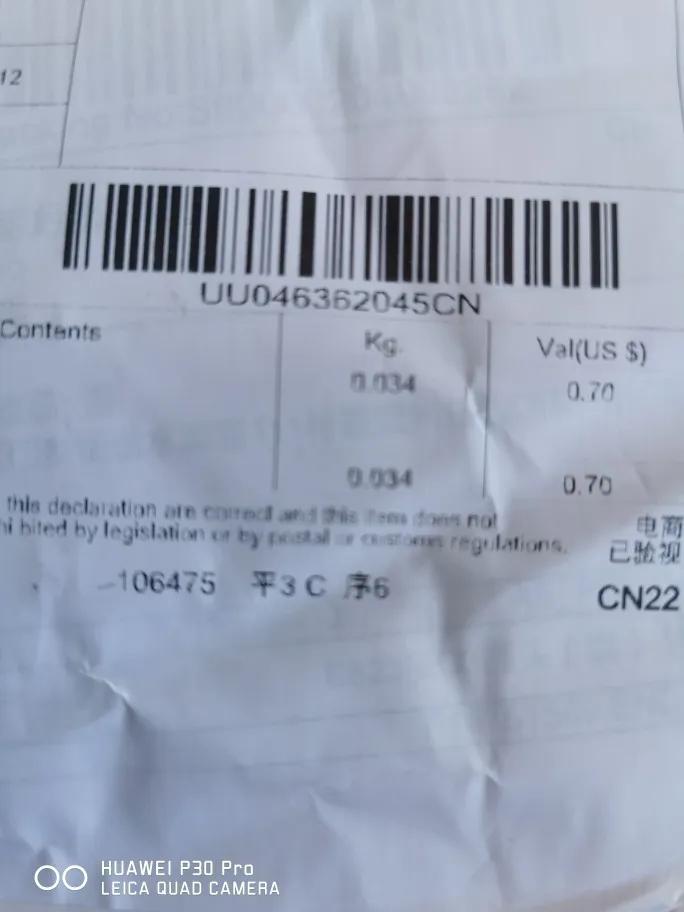 12
UU046362045CN
Contents Kg. Val(US $)
0.034 0.70
0.034 0.70
this declaration are correct and this item does not
hi bited by legislation or by postal or customs regulations.
电商
已验视
-106475 平3 C 序6
CN22
HUAWEI P30 Pro
LEICA QUAD CAMERA